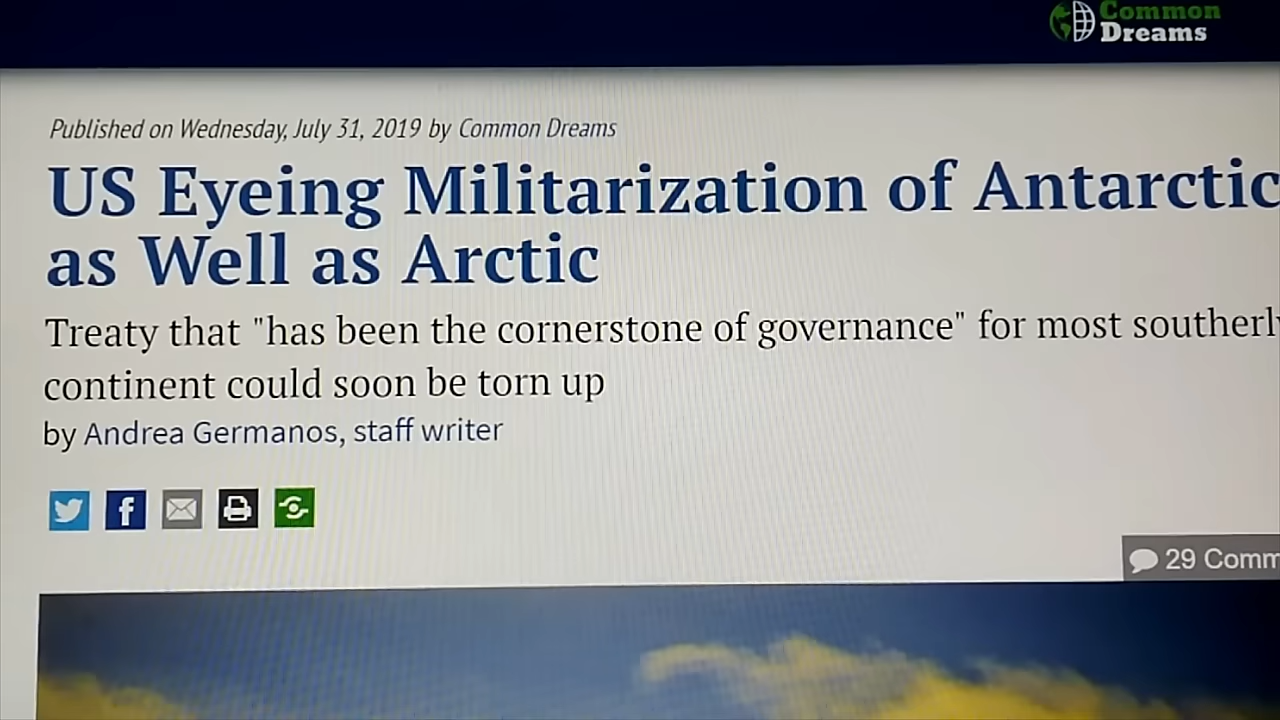 Common
Dreams
Published on Wednesday, July 31, 2019 by Common Dreams
US Eyeing Militarization of Antarctic
as Well as Arctic
Treaty that "has been the cornerstone of governance" for most southerly
continent could soon be torn up
by Andrea Germanos, staff writer
29 Comm